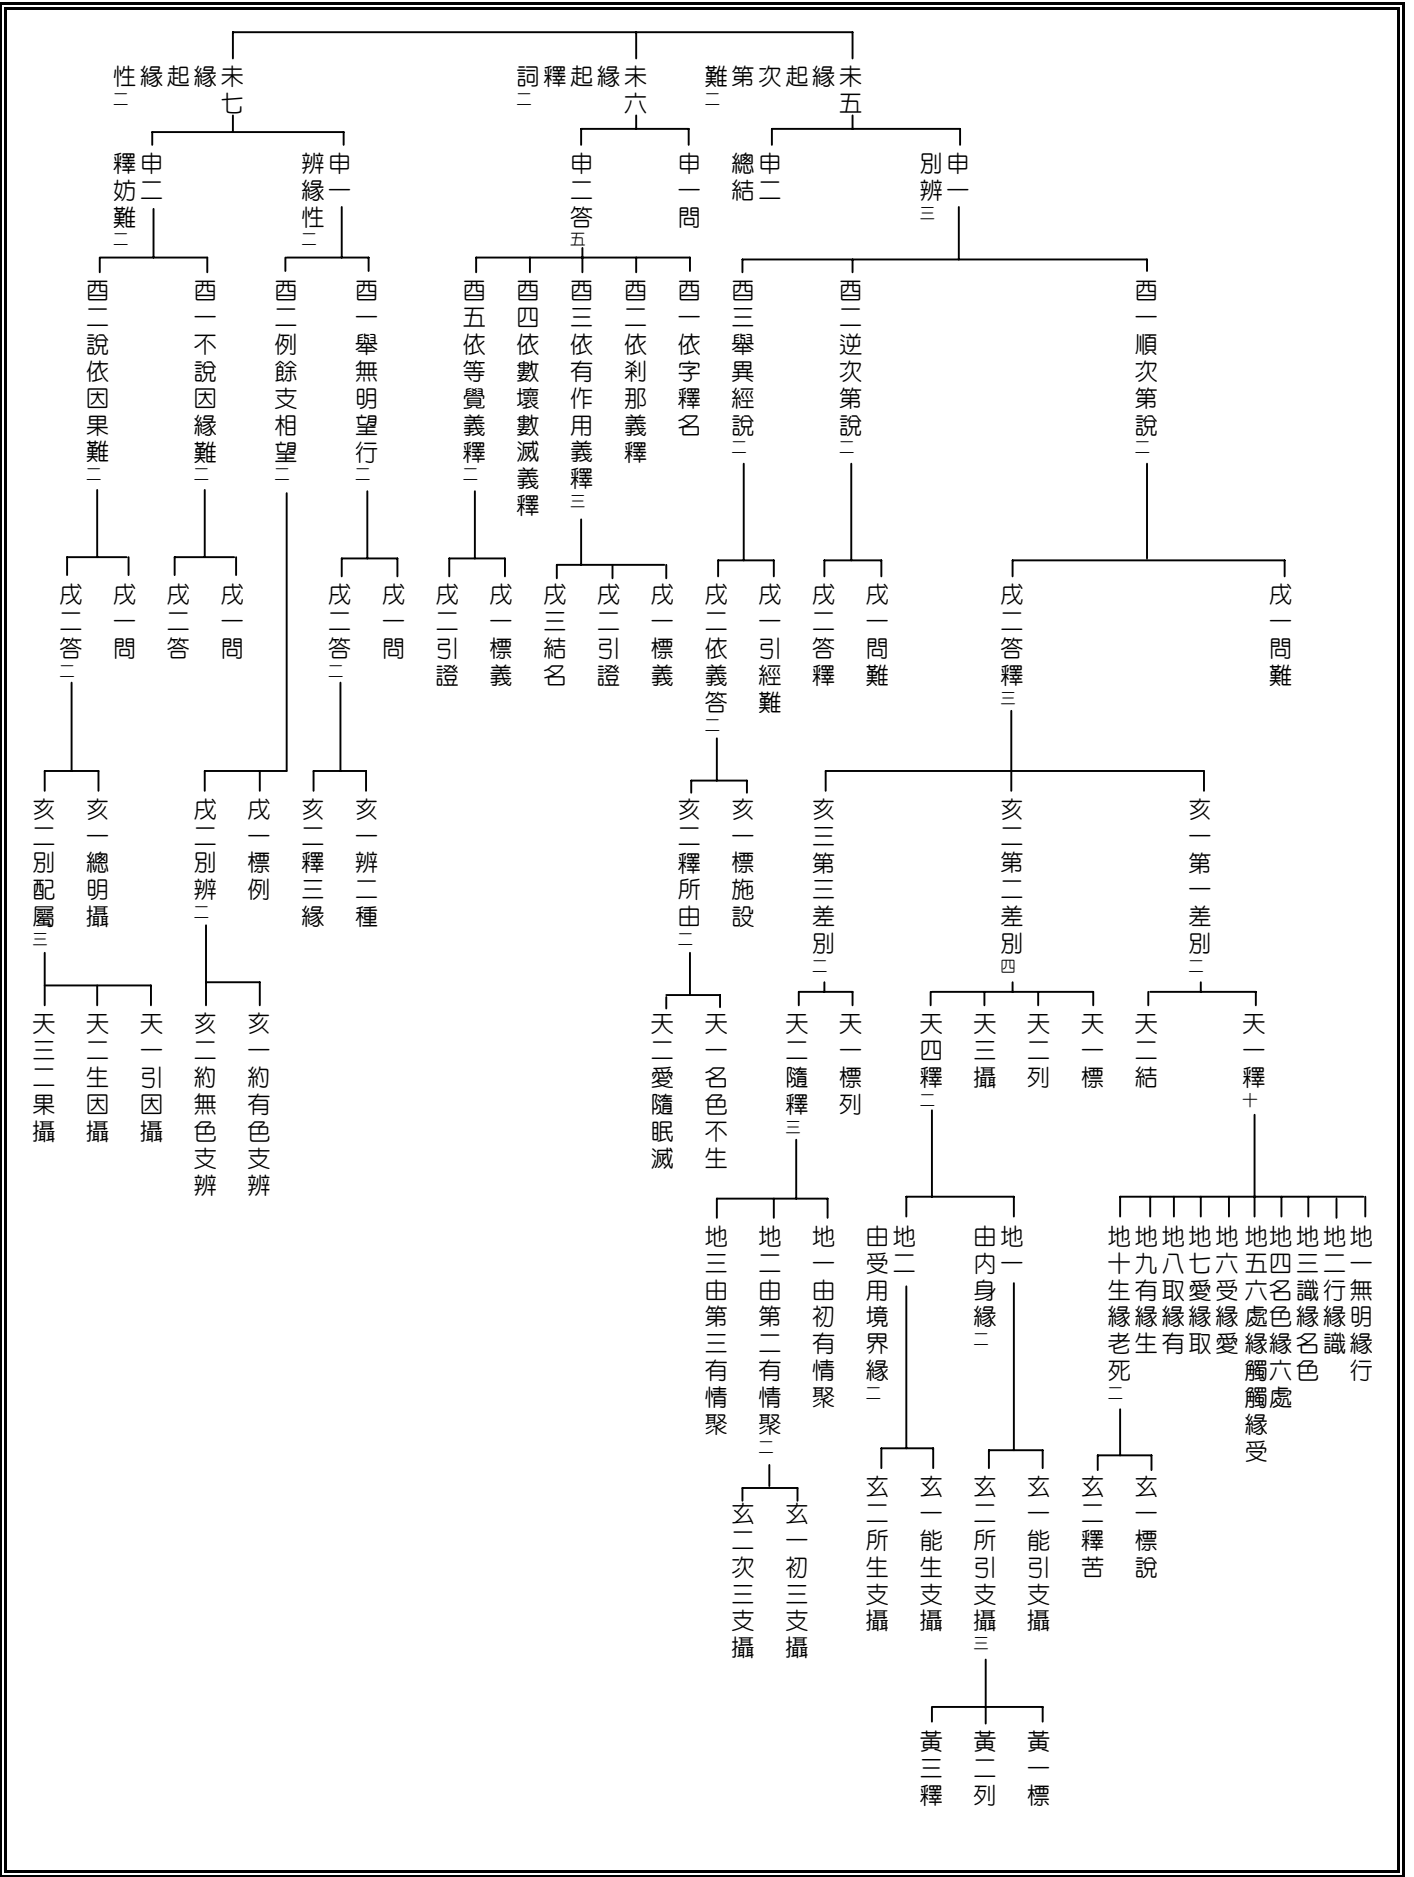 未五
緣起次第難二
未六
緣起釋詞二
未七
緣起緣性二
申一
別辨三
申二
總結
申一問
申二答五
申一
辨緣性二
申二
釋妨難二
酉一順次第說二
酉二逆次第說二
酉三舉異經說二
酉一依字釋名
酉二依剎那義釋
酉三依有作用義釋三
酉四依數壞數滅義釋
酉五依等覺義釋二
酉一舉無明望行二
酉二例餘支相望二
酉一不說因緣難二
酉二說依因果難二
戌一問難
戌二答釋三
戌一問難
戌二答釋
戌一引經難
戌二依義答二
戌一標義
戌二引證
戌三結名
戌一標義
戌二引證
戌一問
戌二答二
戌一問
戌二答
戌一問
戌二答二
亥一第一差別二
亥二第二差別四
亥三第三差別二
亥一標施設
亥二釋所由二
亥一辨二種
亥二釋三緣
戌一標例
戌二別辨二
亥一總明攝
亥二別配屬三
天一釋十
天二結
天一標
天二列
天三攝
天四釋二
天一標列
天二隨釋三
天一名色不生
天二愛隨眠滅
亥一約有色支辨
亥二約無色支辨
天一引因攝
天二生因攝
天三二果攝
地一無明緣行
地二行緣識
地三識緣名色
地四名色緣六處
地五六處緣觸觸緣受
地六受緣愛
地七愛緣取
地八取緣有
地九有緣生
地十生緣老死二
地一
由內身緣二
地二
由受用境界緣二
地一由初有情聚
地二由第二有情聚二
地三由第三有情聚
玄一標說
玄二釋苦
玄一能引支攝
玄二所引支攝三
玄一能生支攝
玄二所生支攝
玄一初三支攝
玄二次三支攝
黃一標
黃二列
黃三釋